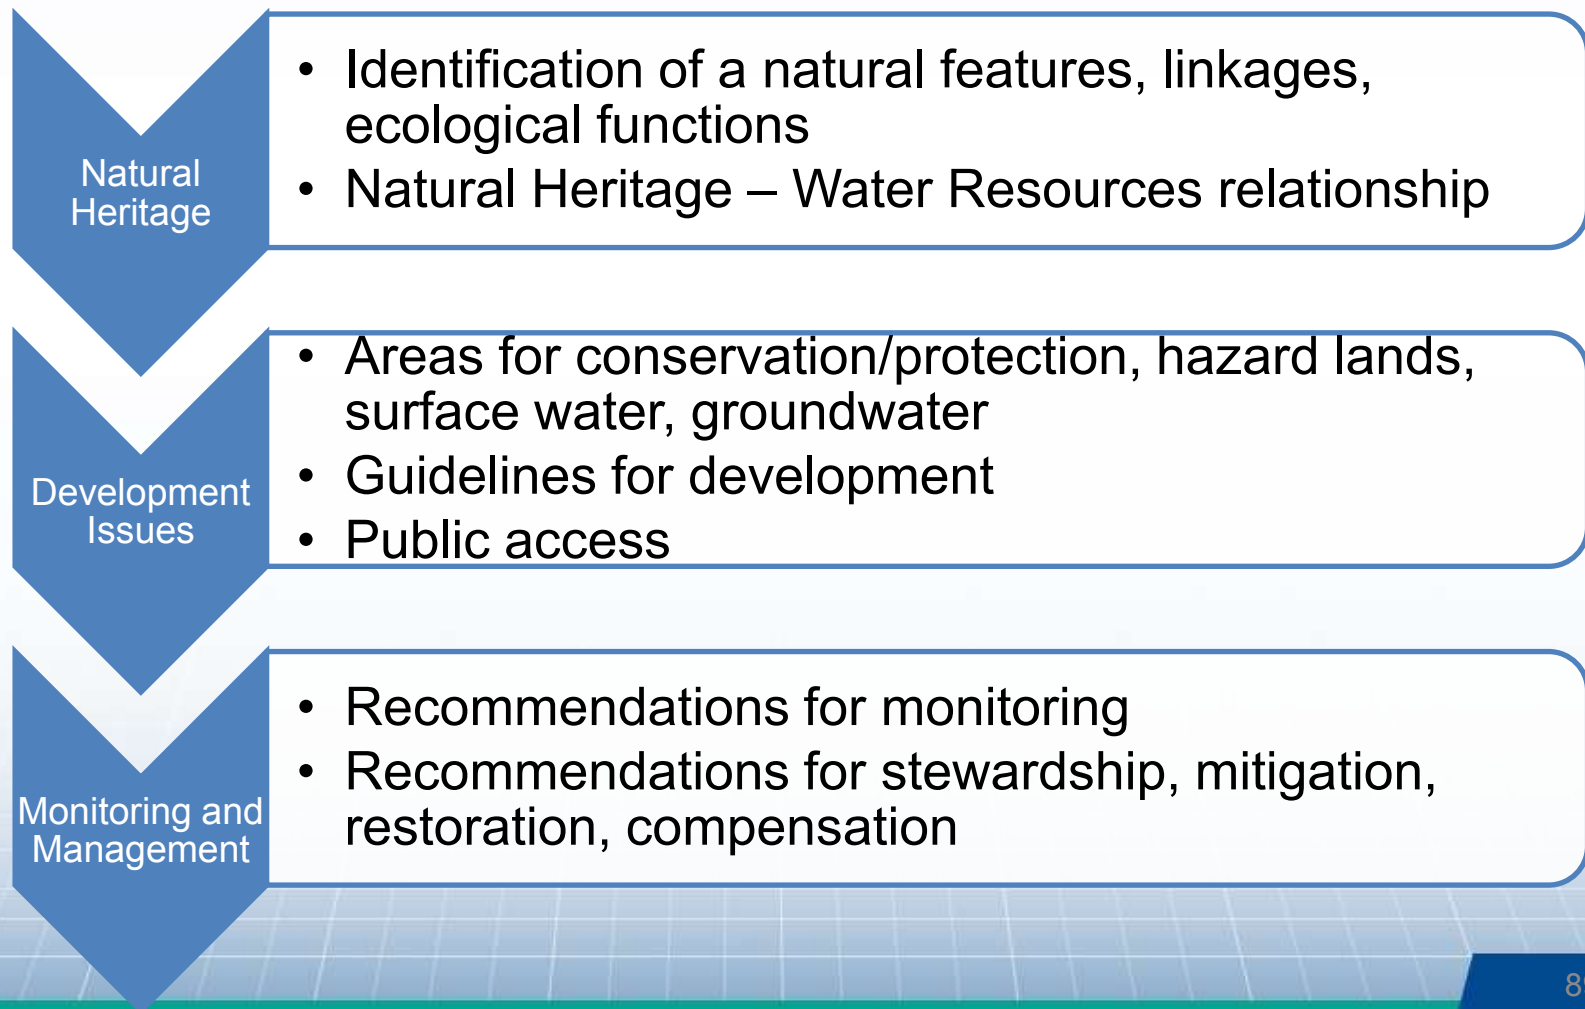 Natural
Heritage
• Identification of a natural features, linkages,
ecological functions
• Natural Heritage – Water Resources relationship
Development
Issues
• Areas for conservation/protection, hazard lands,
surface water, groundwater
• Guidelines for development
• Public access
Monitoring and
Management
• Recommendations for monitoring
• Recommendations for stewardship, mitigation,
restoration, compensation